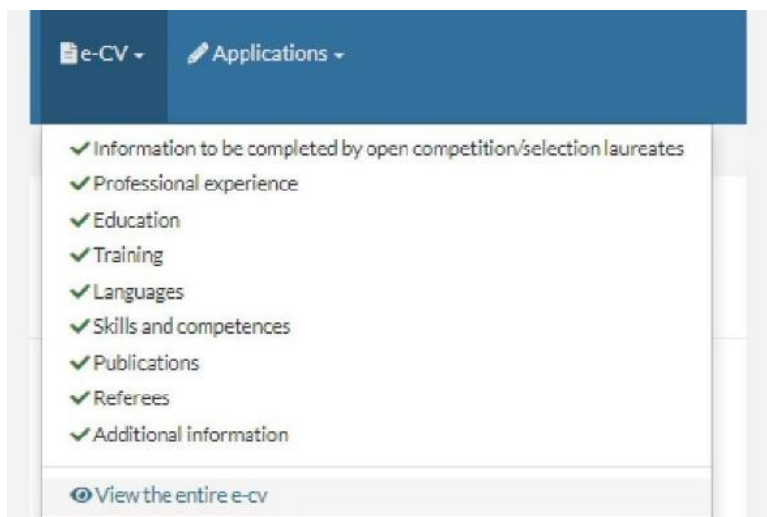 e-CV
Applications
Information to be completed by open competition/selection laureates
Professional experience
Education
Training
Languages
Skills and competences
Publications
Referees
Additional information
View the entire e-cv